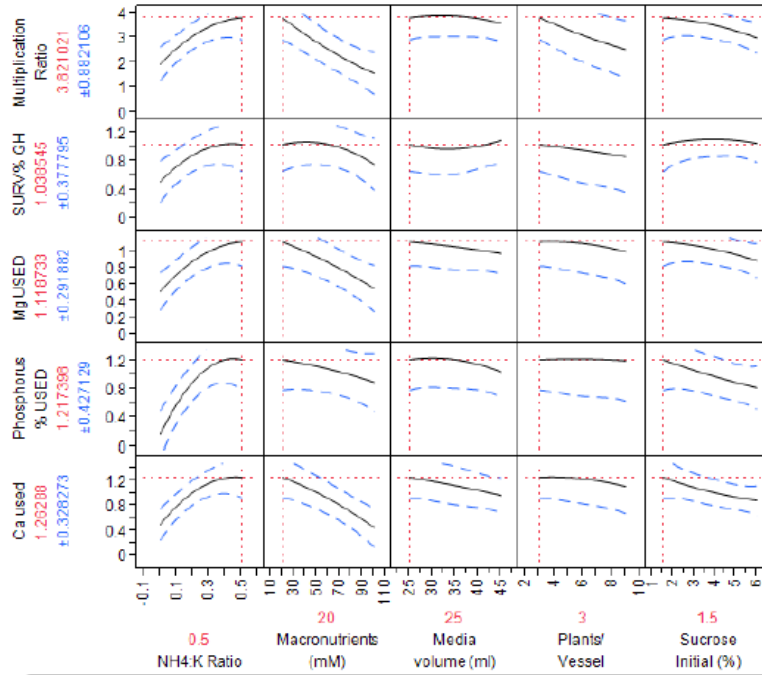 Multiplication
Ratio
3.821021
±0.882106
4
3
2
1
0
SURV% GH
1.038545
±0.377795
1.2
0.8
0.4
0
MgUSED
1.118733
±0.291882
1
0.8
0.6
0.4
0.2
0
Phosphorus
% USED
1.217398
±0.427129
1.2
0.8
0.4
0
Ca used
1.26288
±0.328273
1.2
0.8
0.4
0
-0.1 0.1 0.3 0.5 10 30 50 70 90 110 25 30 35 40 45 2 4 6 8 10 1 2 3 4 5 6
0.5
NH4:K Ratio
20
Macronutrients
(mM)
25
Media
volume (ml)
3
Plants/
Vessel
1.5
Sucrose
Initial (%)